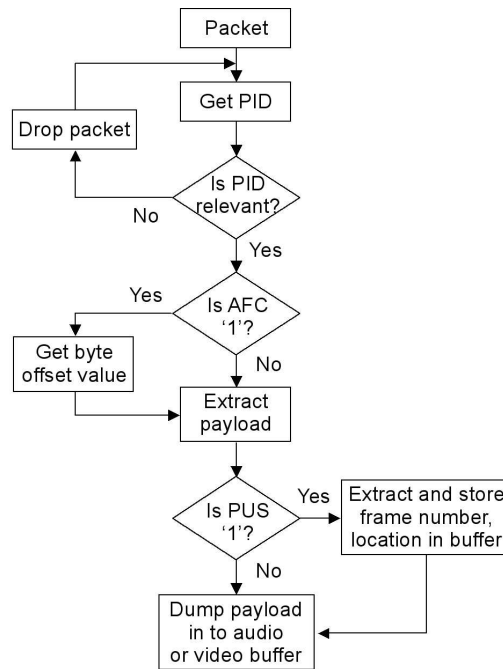 Packet
Get PID
Drop packet
Is PID
relevant?
No
Yes
Yes
Is AFC
‘1’?
Get byte
offset value
No
Extract
payload
Is PUS
‘1’?
Yes
Extract and store
frame number,
location in buffer
No
Dump payload
in to audio
or video buffer